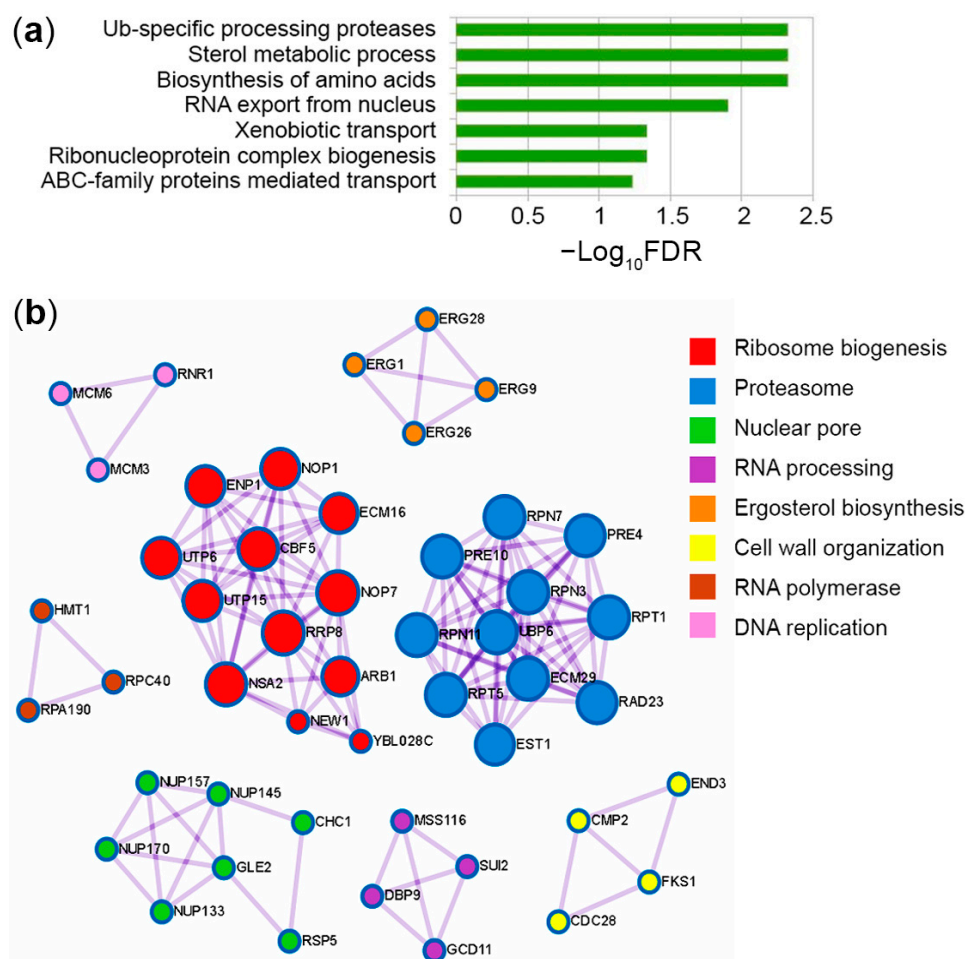 (a)
Ub-specific processing proteases
Sterol metabolic process
Biosynthesis of amino acids
RNA export from nucleus
Xenobiotic transport
Ribonucleoprotein complex biogenesis
ABC-family proteins mediated transport
0 0.5 1 1.5 2 2.5
−Log10FDR
(b)
ERG28
ERG1
ERG9
ERG26
RNR1
MCM6
MCM3
Ribosome biogenesis
Proteasome
Nuclear pore
RNA processing
Ergosterol biosynthesis
Cell wall organization
RNA polymerase
DNA replication
NOP1
ENP1
ECM16
CBF5
UTP6
UTP15
NOP7
RRP8
NSA2
ARB1
NEW1
YBL028C
RPN7
PRE4
PRE10
RPN3
RPT1
RPN11
UBP6
ECM29
RPT5
RAD23
EST1
HMT1
RPC40
RPA190
NUP157
NUP145
CHC1
NUP170
GLE2
NUP133
RSP5
MSS116
SUI2
DBP9
GCD11
END3
CMP2
FKS1
CDC28